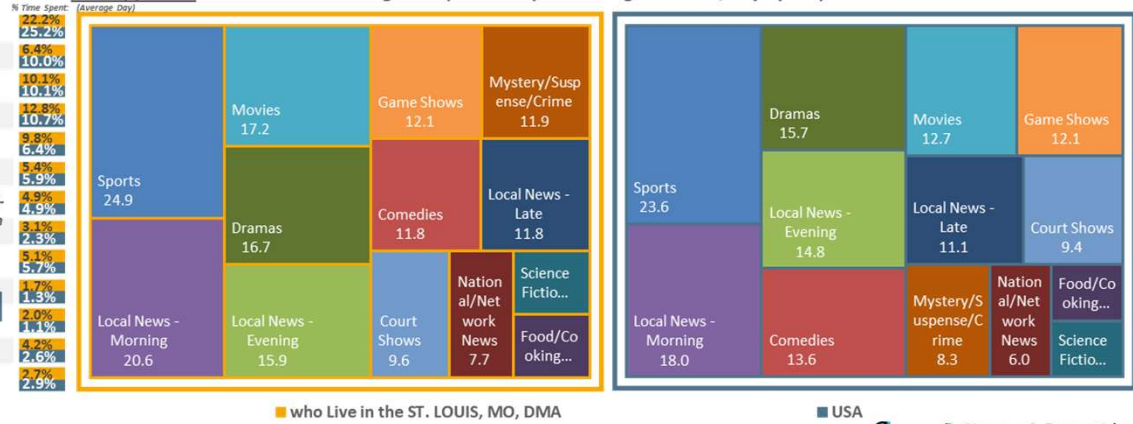 % Time Spent: (Average Day)
22.2%
25.2%
6.4%
10.0%
10.1%
10.1%
12.8%
10.7%
9.8%
6.4%
5.4%
5.9%
4.9%
4.9%
3.1%
2.3%
5.1%
5.7%
1.7%
1.3%
2.0%
1.1%
4.2%
2.6%
2.7%
2.9%
Sports
24.9
Local News -
Morning
20.6
Movies
17.2
Dramas
16.7
Local News -
Evening
15.9
Game Shows
12.1
Mystery/Susp
ense/Crime
11.9
Comedies
11.8
Local News -
Late
11.8
Court
Shows
9.6
Nation
al/Net
work
News
7.7
Science
Fictio...
Food/Co
oking...
Sports
23.6
Local News -
Morning
18.0
Dramas
15.7
Local News -
Evening
14.8
Comedies
13.6
Movies
12.7
Game Shows
12.1
Local News -
Late
11.1
Court Shows
9.4
Mystery/S
uspense/C
rime
8.3
Nation
al/Net
work
News
6.0
Food/Co
oking...
Science
Fictio...
who Live in the ST. LOUIS, MO, DMA
USA